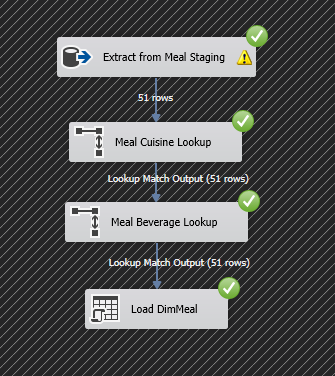 Extract from Meal Staging
51 rows
Meal Cuisine Lookup
Lookup Match Output (51 rows)
Meal Beverage Lookup
Lookup Match Output (51 rows)
Load DimMeal